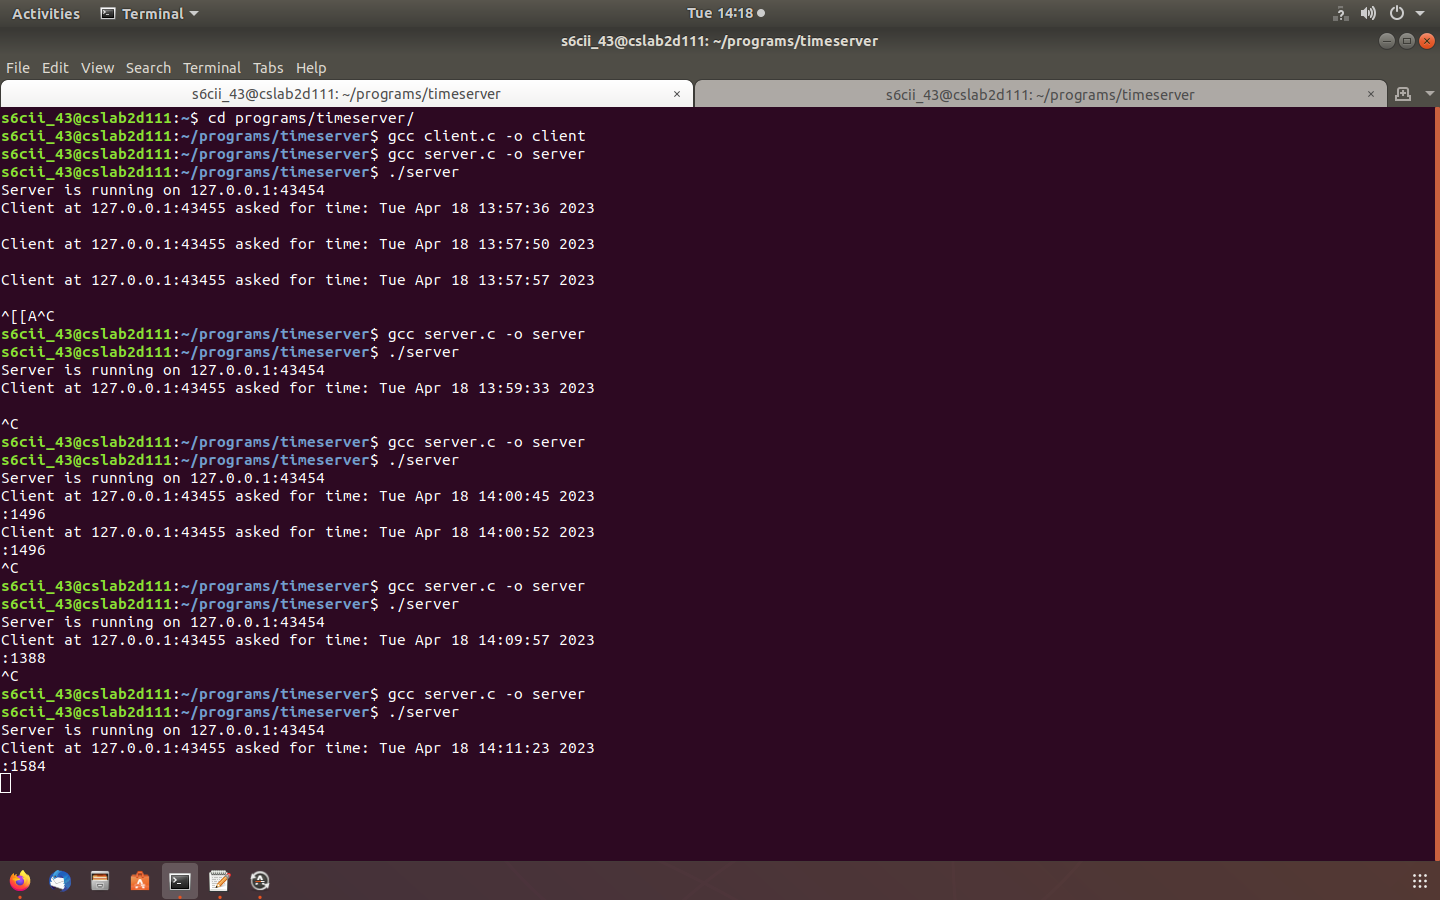 Activities Terminal Tue 14:18
s6cii_43@cslab2d111: ~/programs/timeserver
File Edit View Search Terminal Tabs Help
s6cii_43@cslab2d111: ~/programs/timeserver × s6cii_43@cslab2d111: ~/programs/timeserver ×
s6cii_43@cslab2d111:~$ cd programs/timeserver/
s6cii_43@cslab2d111:~/programs/timeserver$ gcc client.c -o client
s6cii_43@cslab2d111:~/programs/timeserver$ gcc server.c -o server
s6cii_43@cslab2d111:~/programs/timeserver$ ./server
Server is running on 127.0.0.1:43454
Client at 127.0.0.1:43455 asked for time: Tue Apr 18 13:57:36 2023
Client at 127.0.0.1:43455 asked for time: Tue Apr 18 13:57:50 2023
Client at 127.0.0.1:43455 asked for time: Tue Apr 18 13:57:57 2023
^[[A^C
s6cii_43@cslab2d111:~/programs/timeserver$ gcc server.c -o server
s6cii_43@cslab2d111:~/programs/timeserver$ ./server
Server is running on 127.0.0.1:43454
Client at 127.0.0.1:43455 asked for time: Tue Apr 18 13:59:33 2023
^C
s6cii_43@cslab2d111:~/programs/timeserver$ gcc server.c -o server
s6cii_43@cslab2d111:~/programs/timeserver$ ./server
Server is running on 127.0.0.1:43454
Client at 127.0.0.1:43455 asked for time: Tue Apr 18 14:00:45 2023
:1496
Client at 127.0.0.1:43455 asked for time: Tue Apr 18 14:00:52 2023
:1496
^C
s6cii_43@cslab2d111:~/programs/timeserver$ gcc server.c -o server
s6cii_43@cslab2d111:~/programs/timeserver$ ./server
Server is running on 127.0.0.1:43454
Client at 127.0.0.1:43455 asked for time: Tue Apr 18 14:09:57 2023
:1388
^C
s6cii_43@cslab2d111:~/programs/timeserver$ gcc server.c -o server
s6cii_43@cslab2d111:~/programs/timeserver$ ./server
Server is running on 127.0.0.1:43454
Client at 127.0.0.1:43455 asked for time: Tue Apr 18 14:11:23 2023
:1584